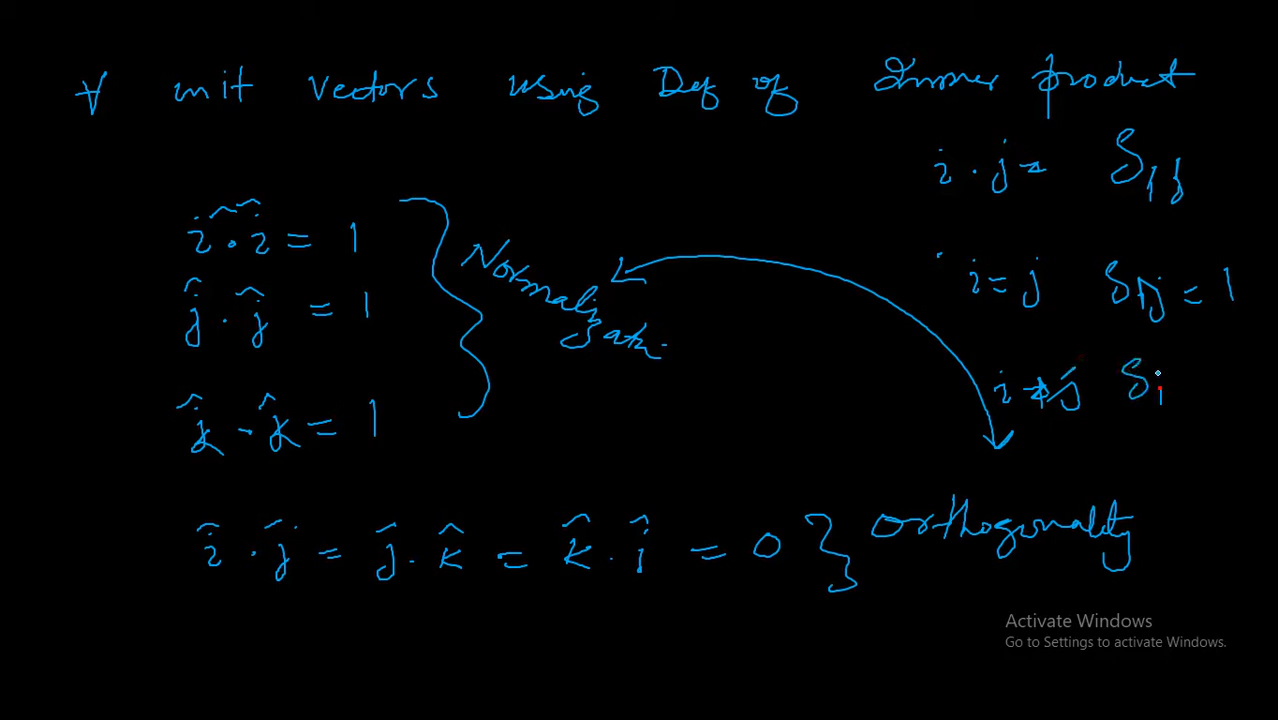 ∀ unit vectors using Def of Inner product
i · j = δij
î · î = 1
ĵ · ĵ = 1
k̂ · k̂ = 1
Normalizatn.
i = j δij = 1
i ≠ j δi
î · ĵ = ĵ · k̂ = k̂ · î = 0 } Orthogonality
Activate Windows
Go to Settings to activate Windows.